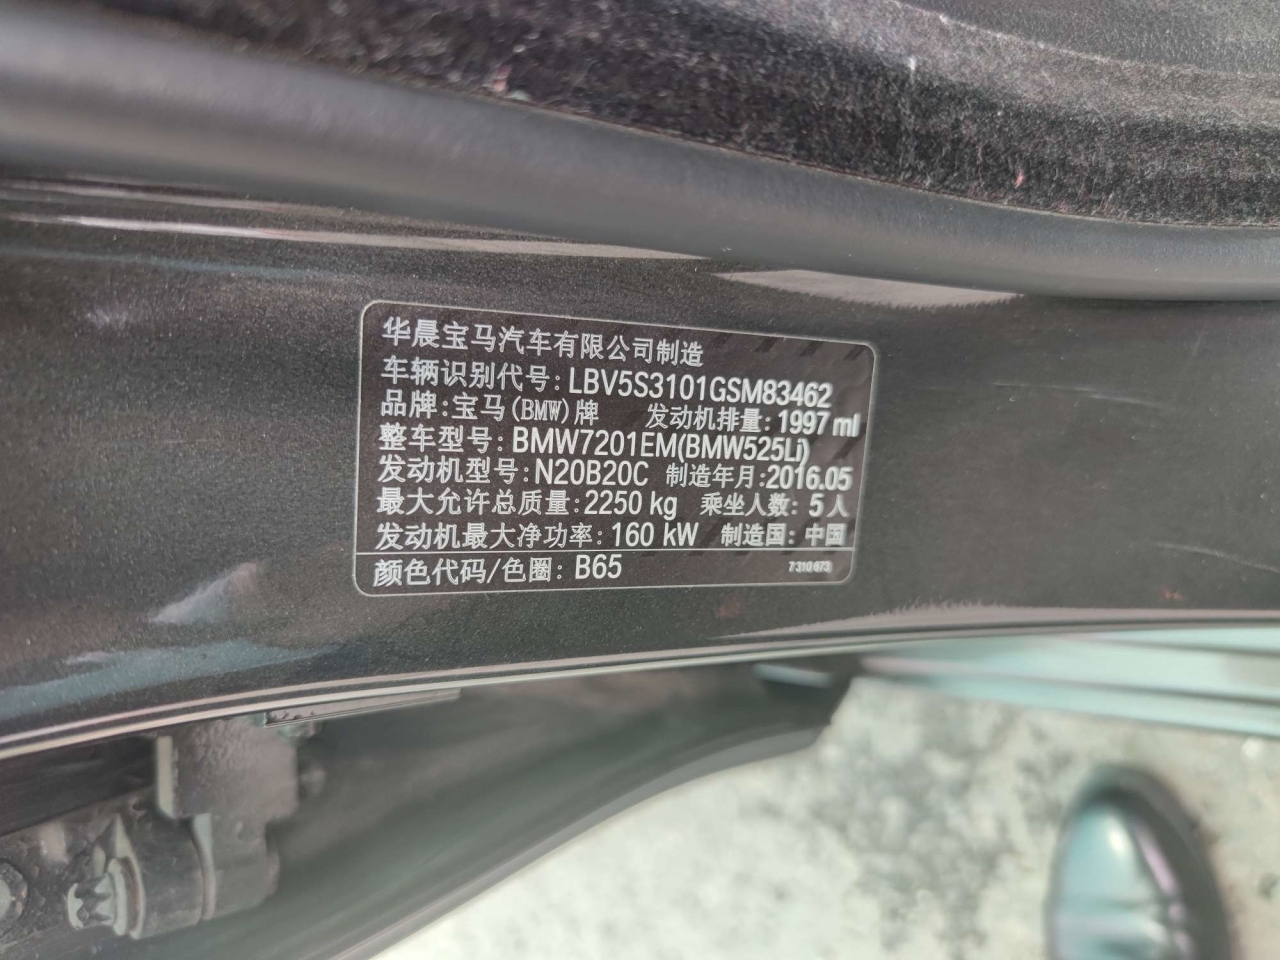 华晨宝马汽车有限公司制造
车辆识别代号: LBV5S3101GSM83462
品牌:宝马(BMW)牌 发动机排量: 1997 ml
整车型号: BMW7201EM(BMW525Li)
发动机型号: N20B20C 制造年月:2016.05
最大允许总质量: 2250 kg 乘坐人数: 5人
发动机最大净功率: 160 kW 制造国: 中国
颜色代码/色圈: B65 7310673